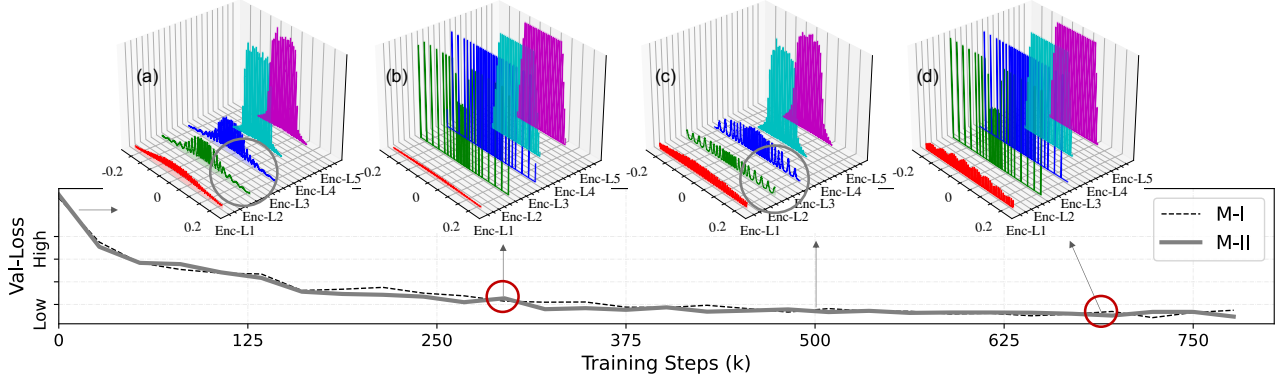 (a)
-0.2
0
0.2
Enc-L1
Enc-L2
Enc-L3
Enc-L4
Enc-L5
(b)
-0.2
0
0.2
Enc-L1
Enc-L2
Enc-L3
Enc-L4
Enc-L5
(c)
-0.2
0
0.2
Enc-L1
Enc-L2
Enc-L3
Enc-L4
Enc-L5
(d)
-0.2
0
0.2
Enc-L1
Enc-L2
Enc-L3
Enc-L4
Enc-L5
M-I
M-II
Val-Loss
High
Low
0
125
250
375
500
625
750
Training Steps (k)